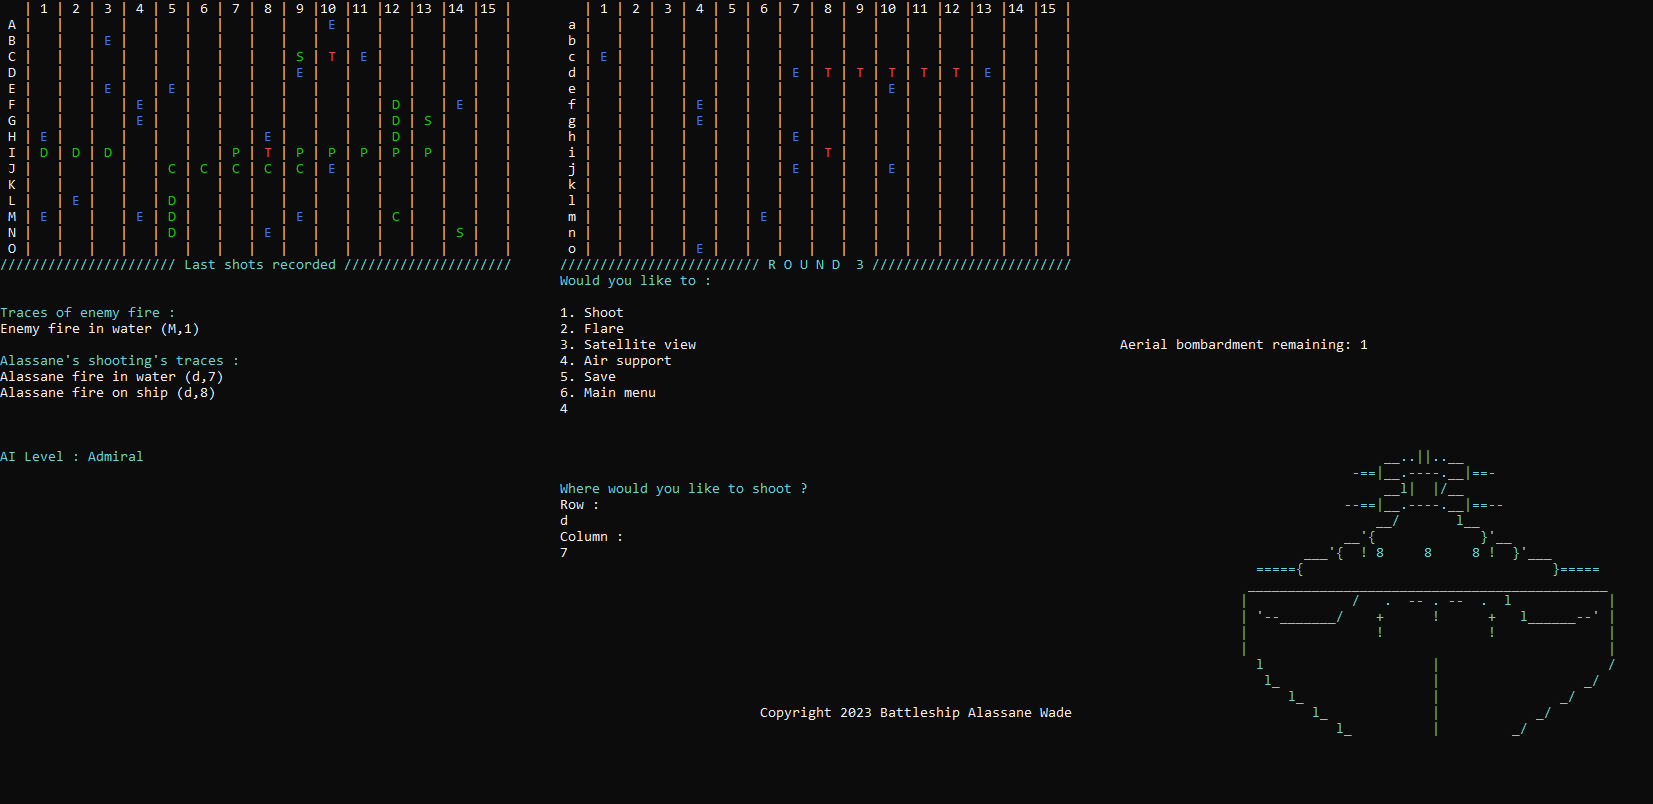 | 1 | 2 | 3 | 4 | 5 | 6 | 7 | 8 | 9 |10 |11 |12 |13 |14 |15 |
A | | | | | | | | | | E | | | | | |
B | | | E | | | | | | | | | | | | |
C | | | | | | | | | S | T | E | | | | |
D | | | | | | | | | E | | | | | | |
E | | | E | | E | | | | | | | | | | |
F | | | | E | | | | | | | | D | | E | |
G | | | | E | | | | | | | | D | S | | |
H | E | | | | | | | E | | | | D | | | |
I | D | D | D | | | | P | T | P | P | P | P | P | | |
J | | | | | C | C | C | C | C | E | | | | | |
K | | | | | | | | | | | | | | | |
L | | E | | | D | | | | | | | | | | |
M | E | | | E | D | | | | E | | | C | | | |
N | | | | | D | | | E | | | | | | S | |
O | | | | | | | | | | | | | | | |
////////////////////// Last shots recorded /////////////////////
Traces of enemy fire :
Enemy fire in water (M,1)
Alassane's shooting's traces :
Alassane fire in water (d,7)
Alassane fire on ship (d,8)
AI Level : Admiral
| 1 | 2 | 3 | 4 | 5 | 6 | 7 | 8 | 9 |10 |11 |12 |13 |14 |15 |
a | | | | | | | | | | | | | | | |
b | | | | | | | | | | | | | | | |
c | E | | | | | | | | | | | | | | |
d | | | | | | | E | T | T | T | T | T | E | | |
e | | | | | | | | | | E | | | | | |
f | | | | E | | | | | | | | | | | |
g | | | | E | | | | | | | | | | | |
h | | | | | | | E | | | | | | | | |
i | | | | | | | | T | | | | | | | |
j | | | | | | | E | | | E | | | | | |
k | | | | | | | | | | | | | | | |
l | | | | | | | | | | | | | | | |
m | | | | | | E | | | | | | | | | |
n | | | | | | | | | | | | | | | |
o | | | | E | | | | | | | | | | | |
///////////////////////// R O U N D  3 /////////////////////////
Would you like to :
1. Shoot
2. Flare
3. Satellite view
4. Air support
5. Save
6. Main menu
4
Where would you like to shoot ?
Row :
d
Column :
7
Aerial bombardment remaining: 1
Copyright 2023 Battleship Alassane Wade